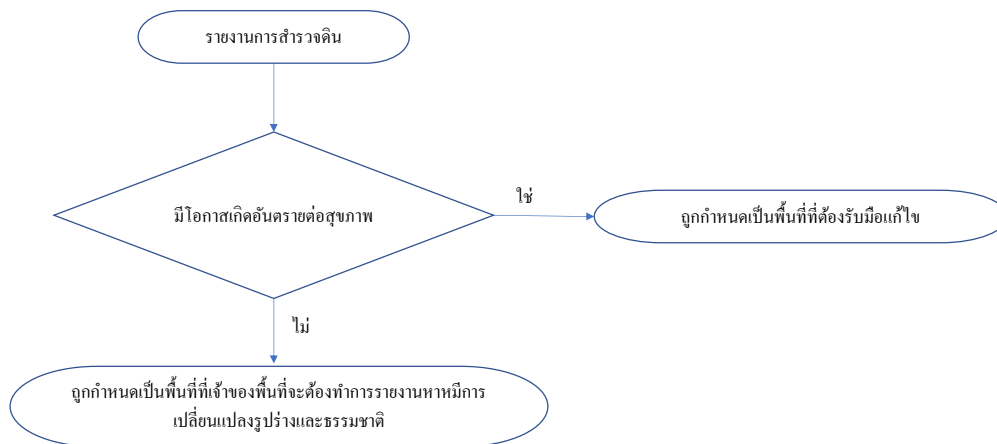 รายงานการสำรวจดิน
มีโอกาสเกิดอันตรายต่อสุขภาพ
ใช่
ถูกกำหนดเป็นพื้นที่ที่ต้องรับมือแก้ไข
ไม่
ถูกกำหนดเป็นพื้นที่ที่เจ้าของพื้นที่จะต้องทำการรายงานหาหมีการ
เปลี่ยนแปลงรูปร่างและธรรมชาติ